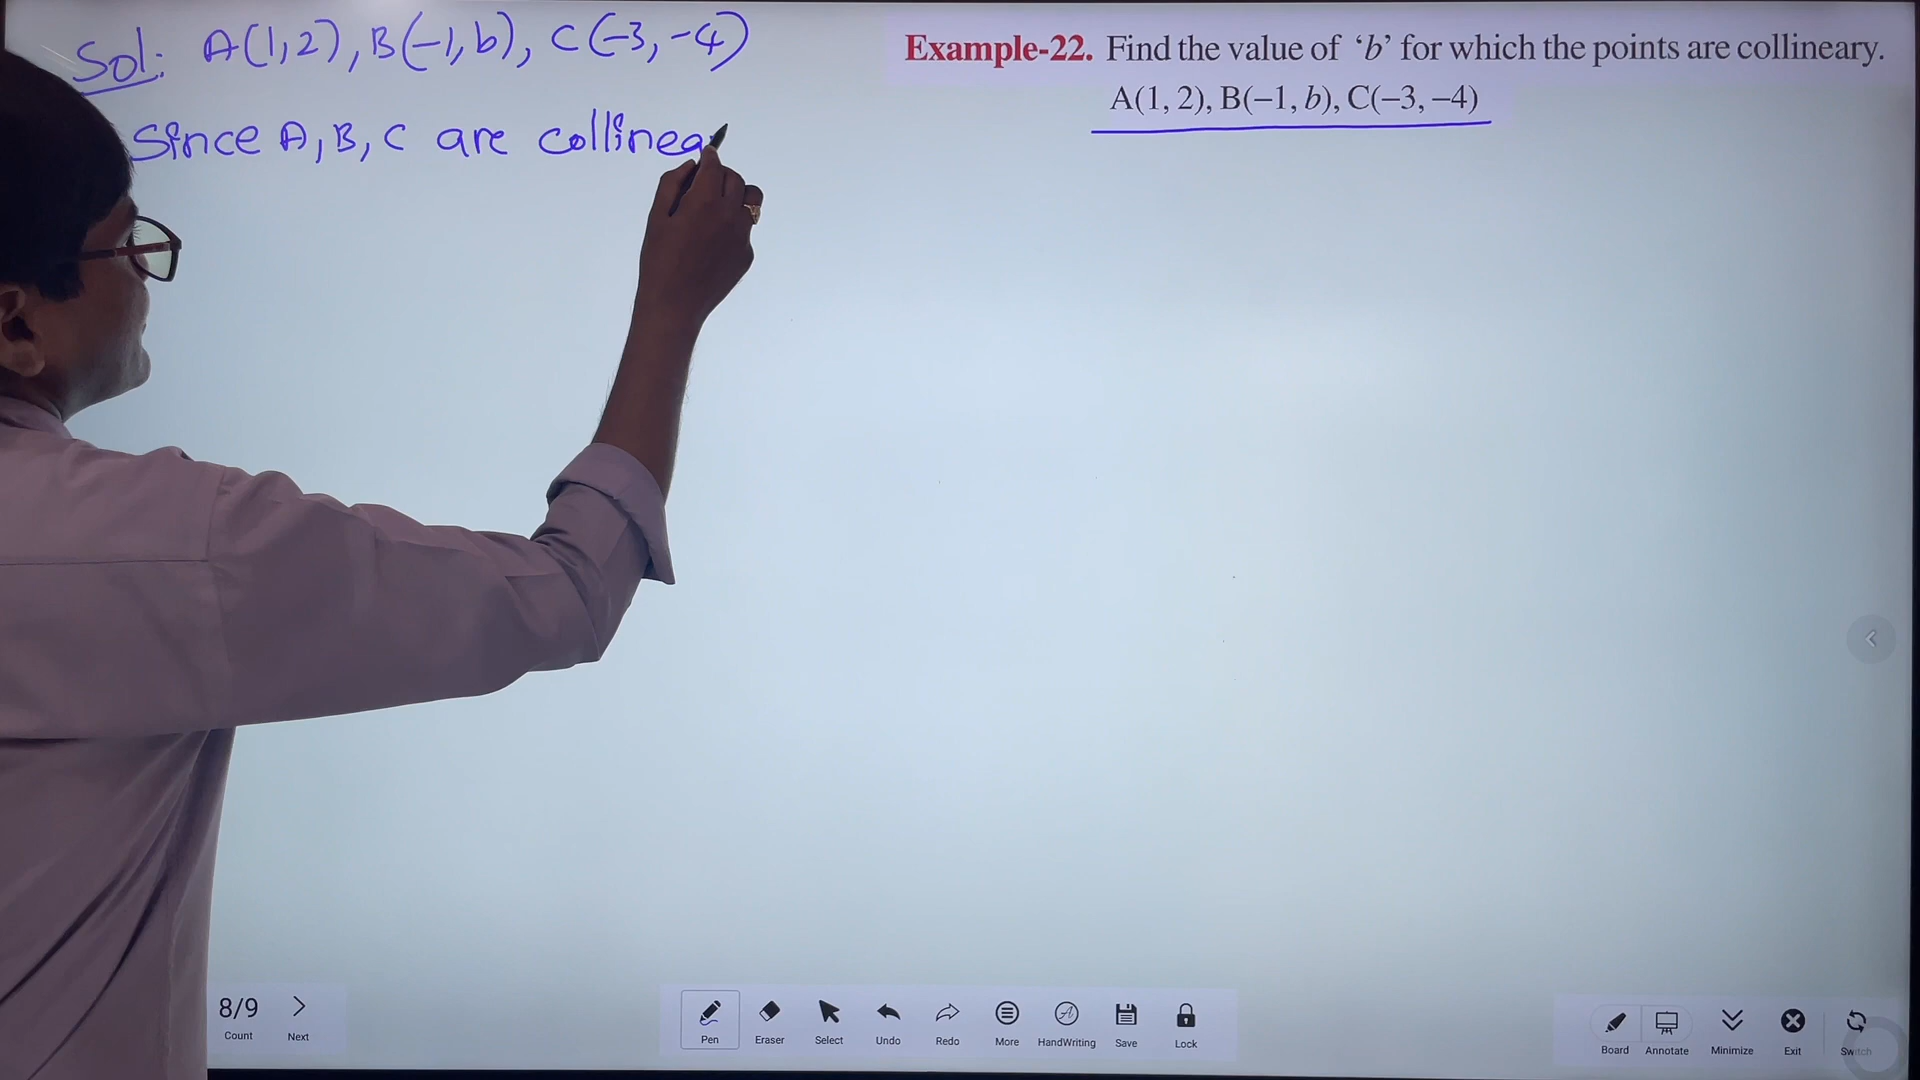 Sol: A(1,2), B(-1,b), C(-3,-4)
Since A, B, C are collinear
Example-22. Find the value of ‘b’ for which the points are collineary.
A(1, 2), B(−1, b), C(−3, −4)
8/9
Count
Next
Pen
Eraser
Select
Undo
Redo
More
HandWriting
Save
Lock
Board
Annotate
Minimize
Exit
Switch